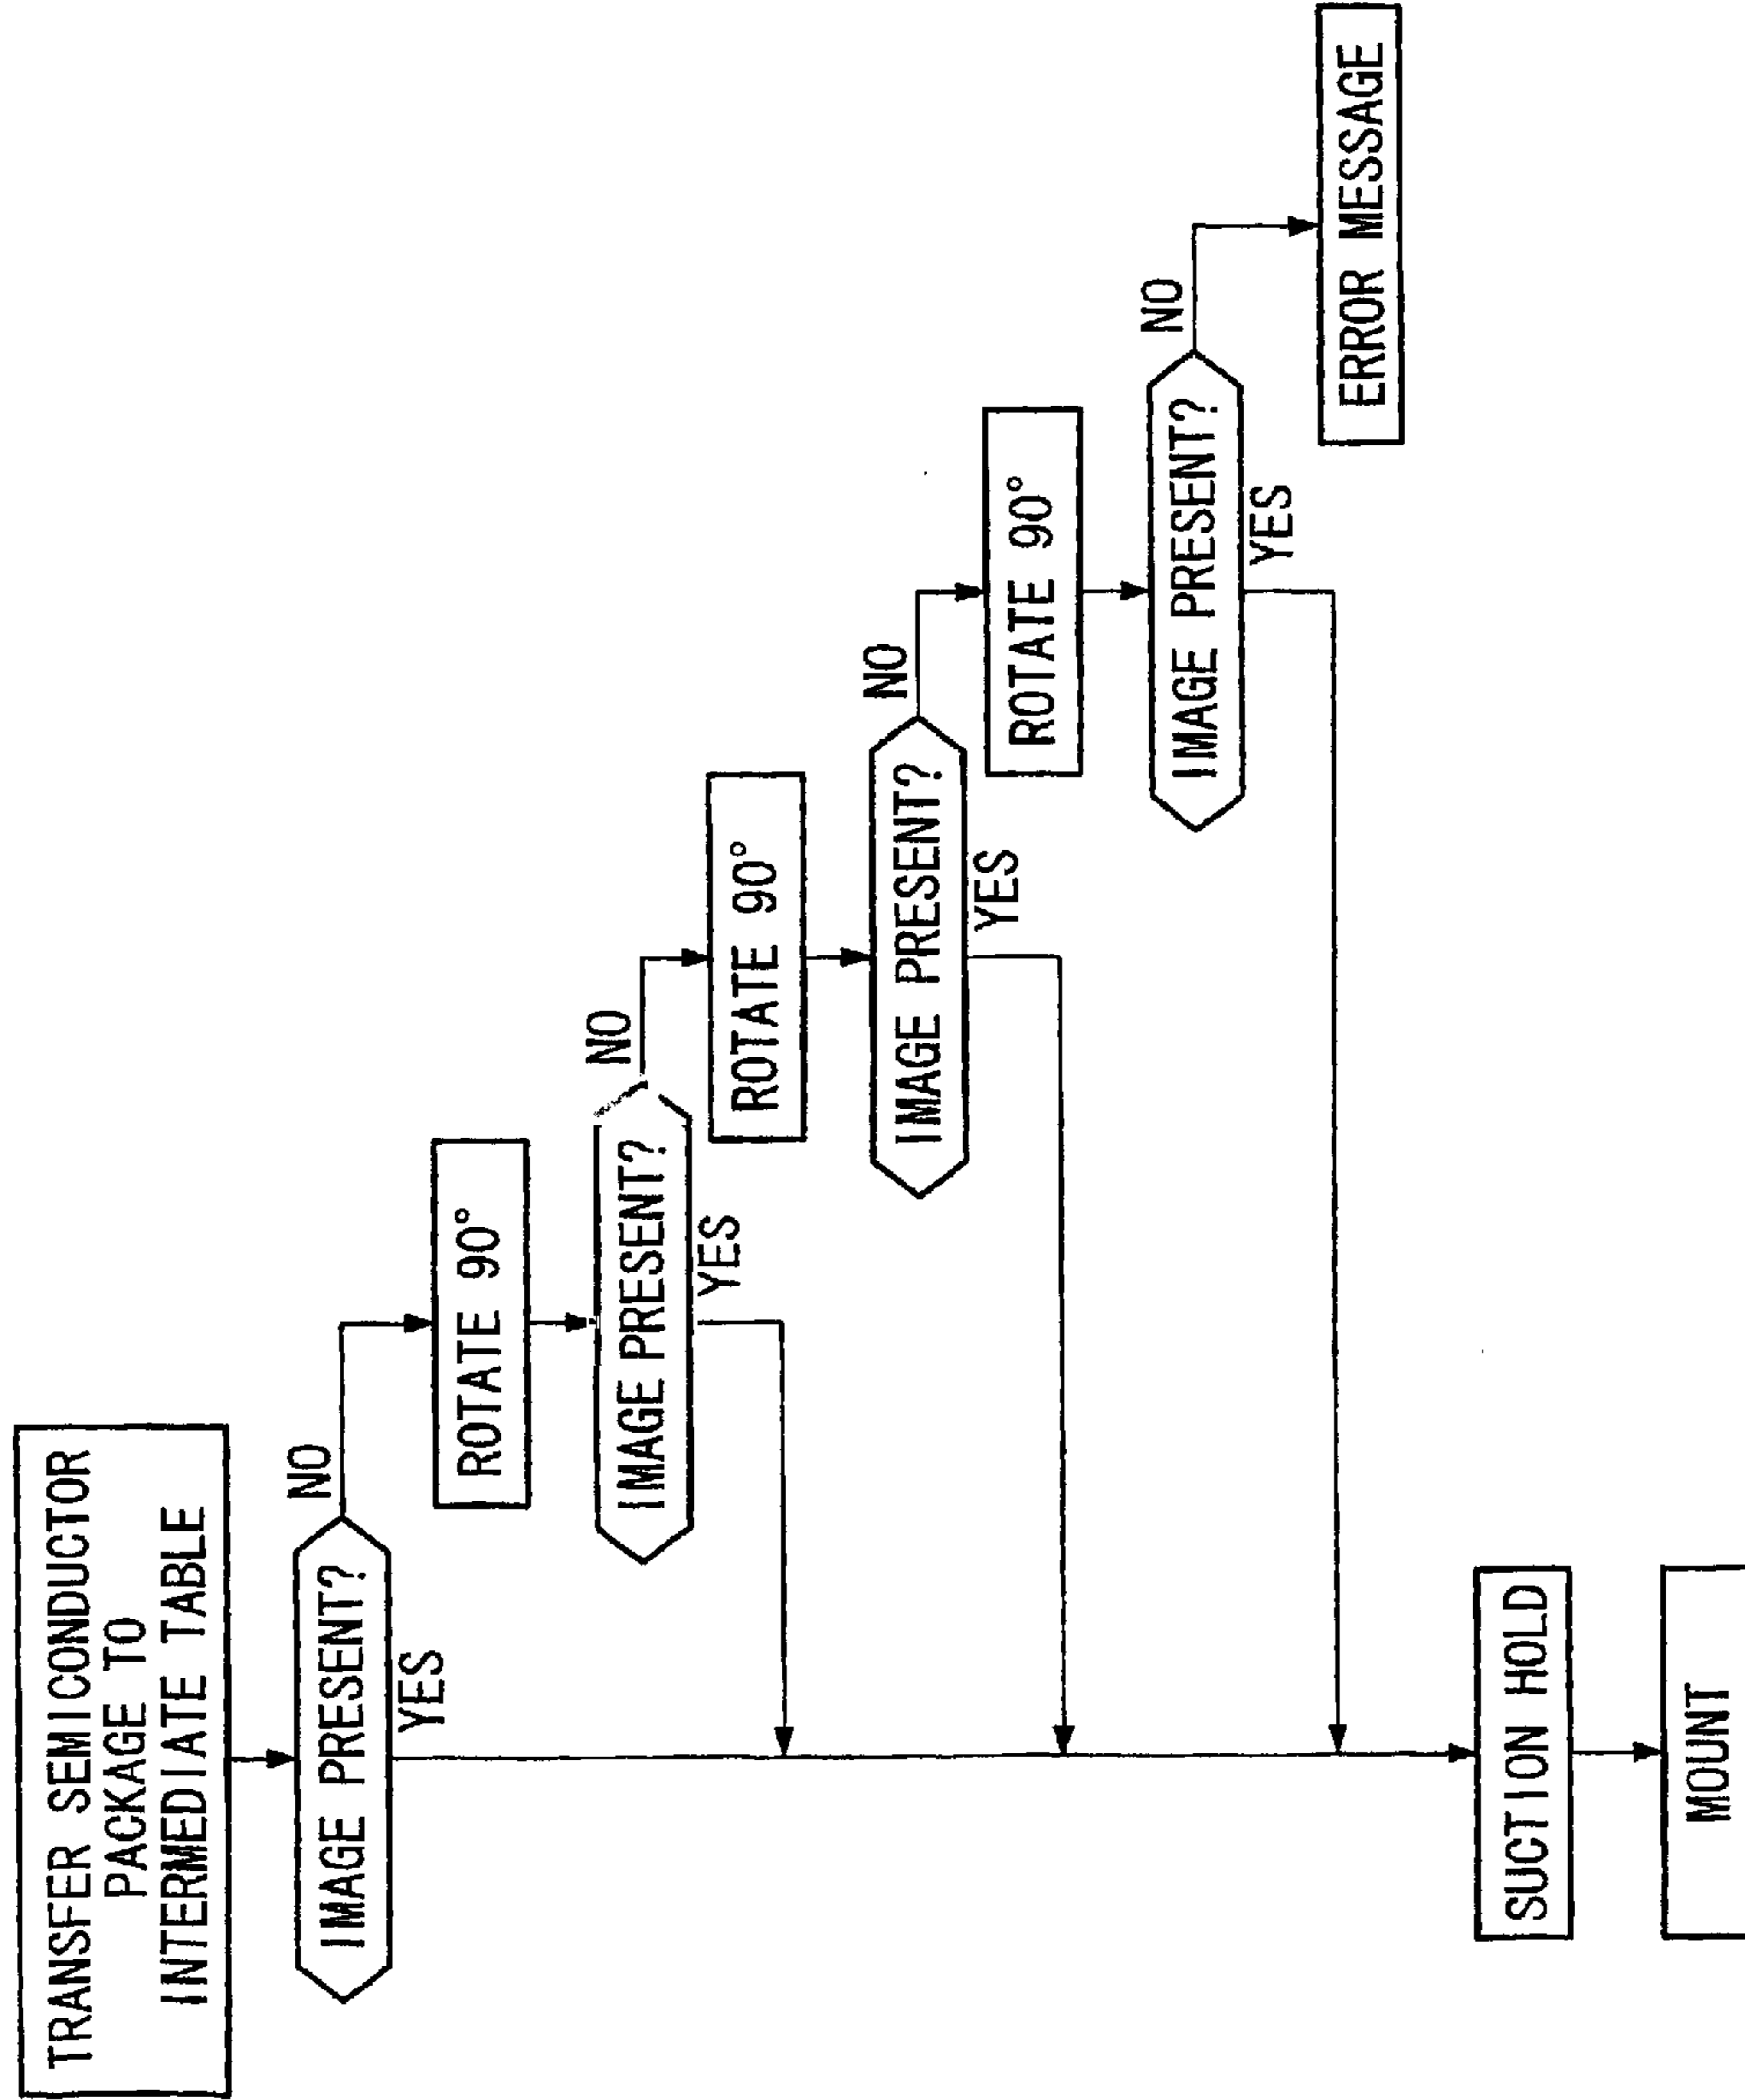 TRANSFER SEMICONDUCTOR
PACKAGE TO
INTERMEDIATE TABLE
IMAGE PRESENT?
NO
YES
ROTATE 90°
IMAGE PRESENT?
NO
YES
ROTATE 90°
IMAGE PRESENT?
NO
YES
ROTATE 90°
IMAGE PRESENT?
NO
YES
ERROR MESSAGE
SUCTION HOLD
MOUNT